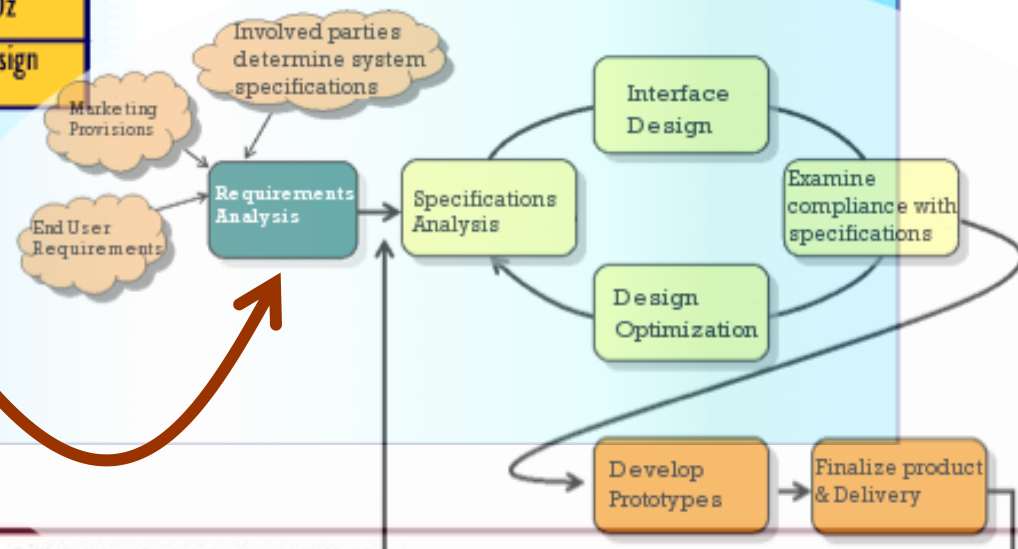 sign
Involved parties
determine system
specifications
Marketing
Provisions
End User
Requirements
Requirements
Analysis
Specifications
Analysis
Interface
Design
Examine
compliance with
specifications
Design
Optimization
Develop
Prototypes
Finalize product
& Delivery